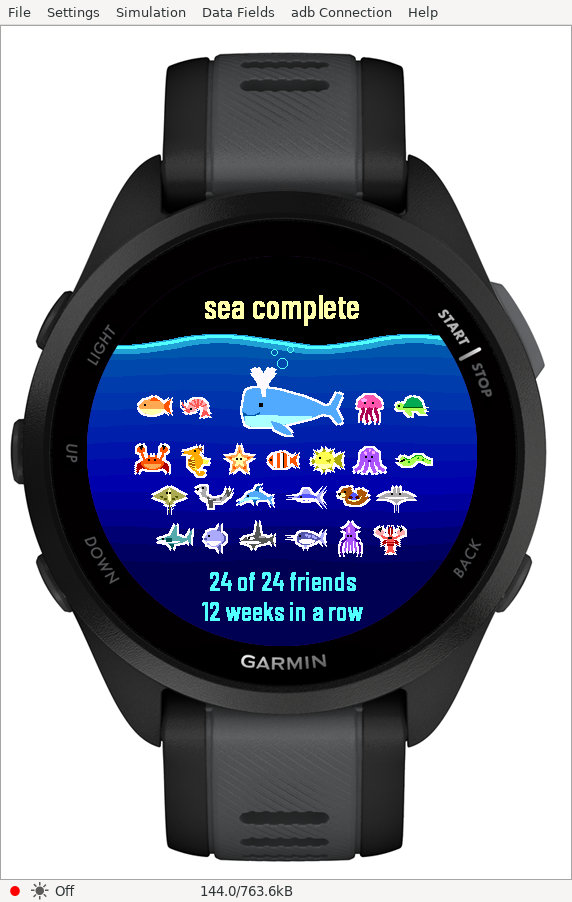 File Settings Simulation Data Fields adb Connection Help
sea complete
LIGHT
START
STOP
UP
DOWN
BACK
24 of 24 friends
12 weeks in a row
GARMIN
Off 144.0/763.6kB